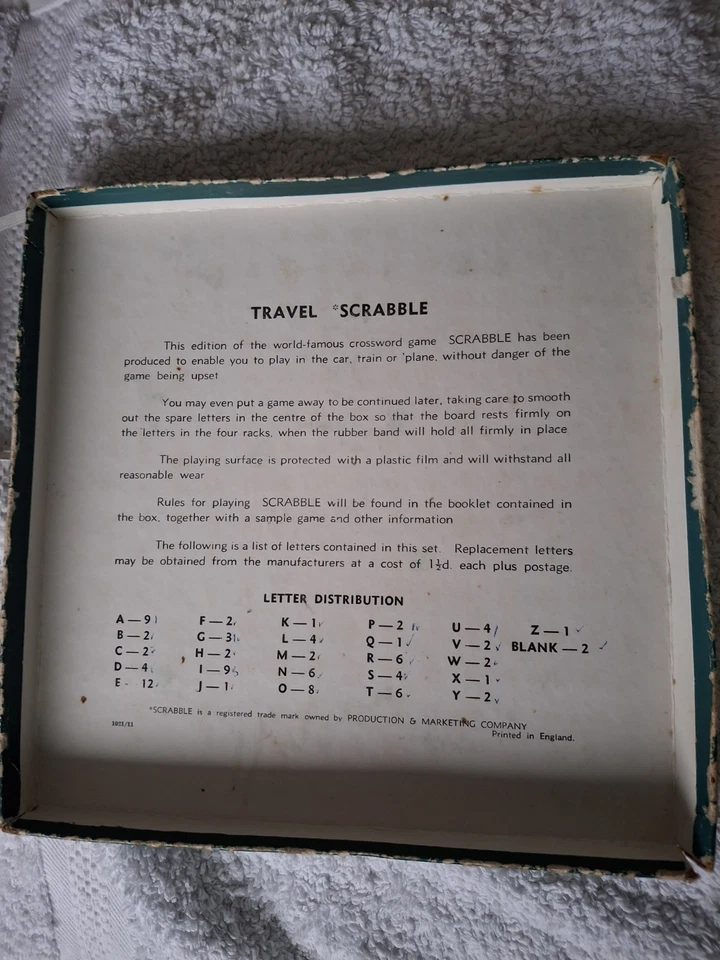 TRAVEL *SCRABBLE
This edition of the world-famous crossword game SCRABBLE has been
produced to enable you to play in the car, train or 'plane, without danger of the
game being upset
You may even put a game away to be continued later, taking care to smooth
out the spare letters in the centre of the box so that the board rests firmly on
the letters in the four racks, when the rubber band will hold all firmly in place
The playing surface is protected with a plastic film and will withstand all
reasonable wear
Rules for playing SCRABBLE will be found in the booklet contained in
the box, together with a sample game and other information
The following is a list of letters contained in this set. Replacement letters
may be obtained from the manufacturers at a cost of 1½d. each plus postage.
LETTER DISTRIBUTION
A — 9 F — 2 K — 1 P — 2 U — 4 Z — 1
B — 2 G — 3 L — 4 Q — 1 V — 2 BLANK — 2
C — 2 H — 2 M — 2 R — 6 W — 2
D — 4 I — 9 N — 6 S — 4 X — 1
E - 12 J — 1 O — 8 T — 6 Y — 2
*SCRABBLE is a registered trade mark owned by PRODUCTION & MARKETING COMPANY
1021/11 Printed in England.